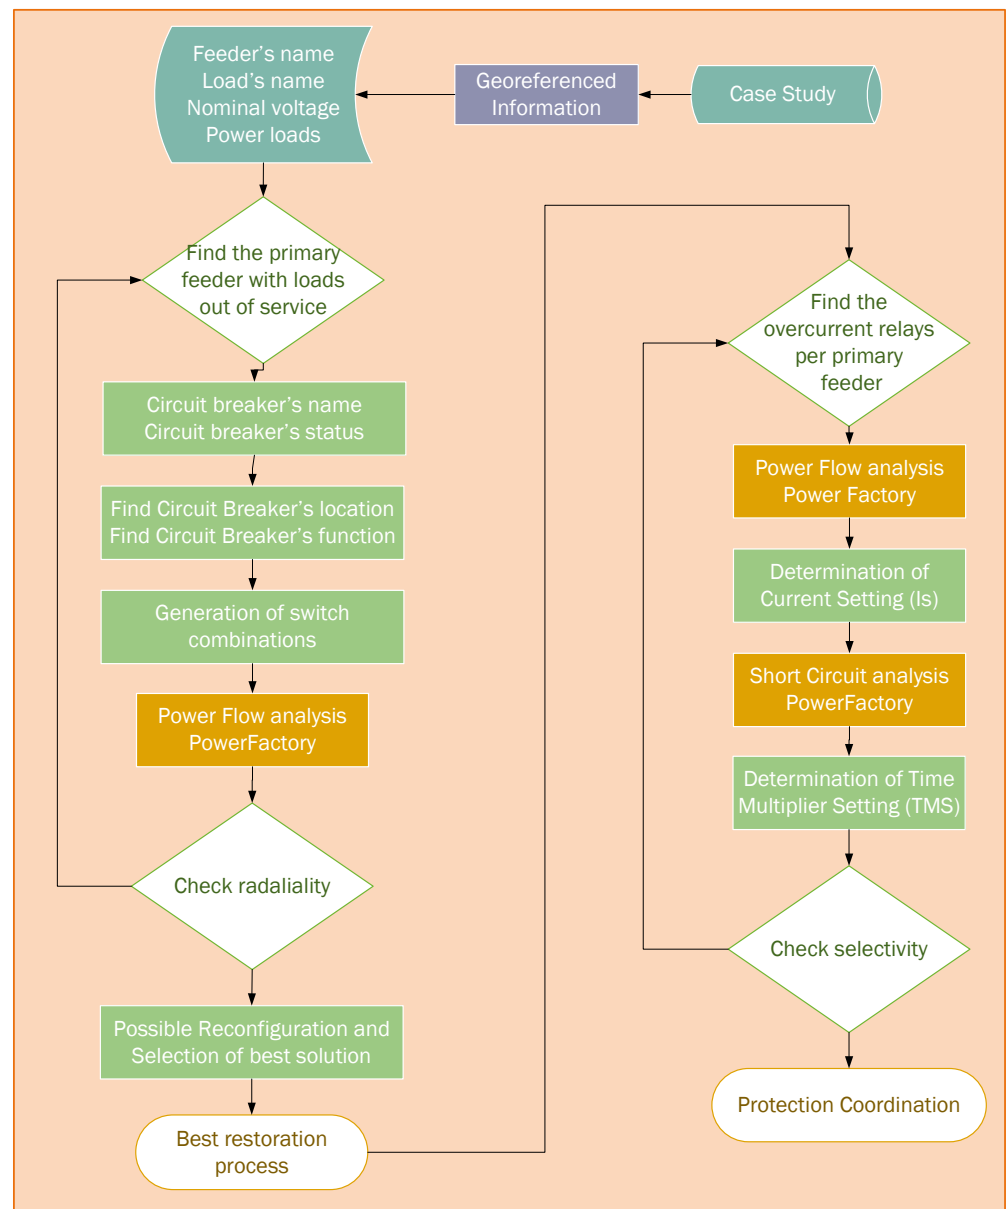 Feeder's name
Load's name
Nominal voltage
Power loads
Georeferenced
Information
Case Study
Find the primary
feeder with loads
out of service
Circuit breaker's name
Circuit breaker's status
Find Circuit Breaker's location
Find Circuit Breaker's function
Generation of switch
combinations
Power Flow analysis
PowerFactory
Check radaliality
Possible Reconfiguration and
Selection of best solution
Best restoration
process
Find the
overcurrent relays
per primary
feeder
Power Flow analysis
Power Factory
Determination of
Current Setting (Is)
Short Circuit analysis
PowerFactory
Determination of Time
Multiplier Setting (TMS)
Check selectivity
Protection Coordination